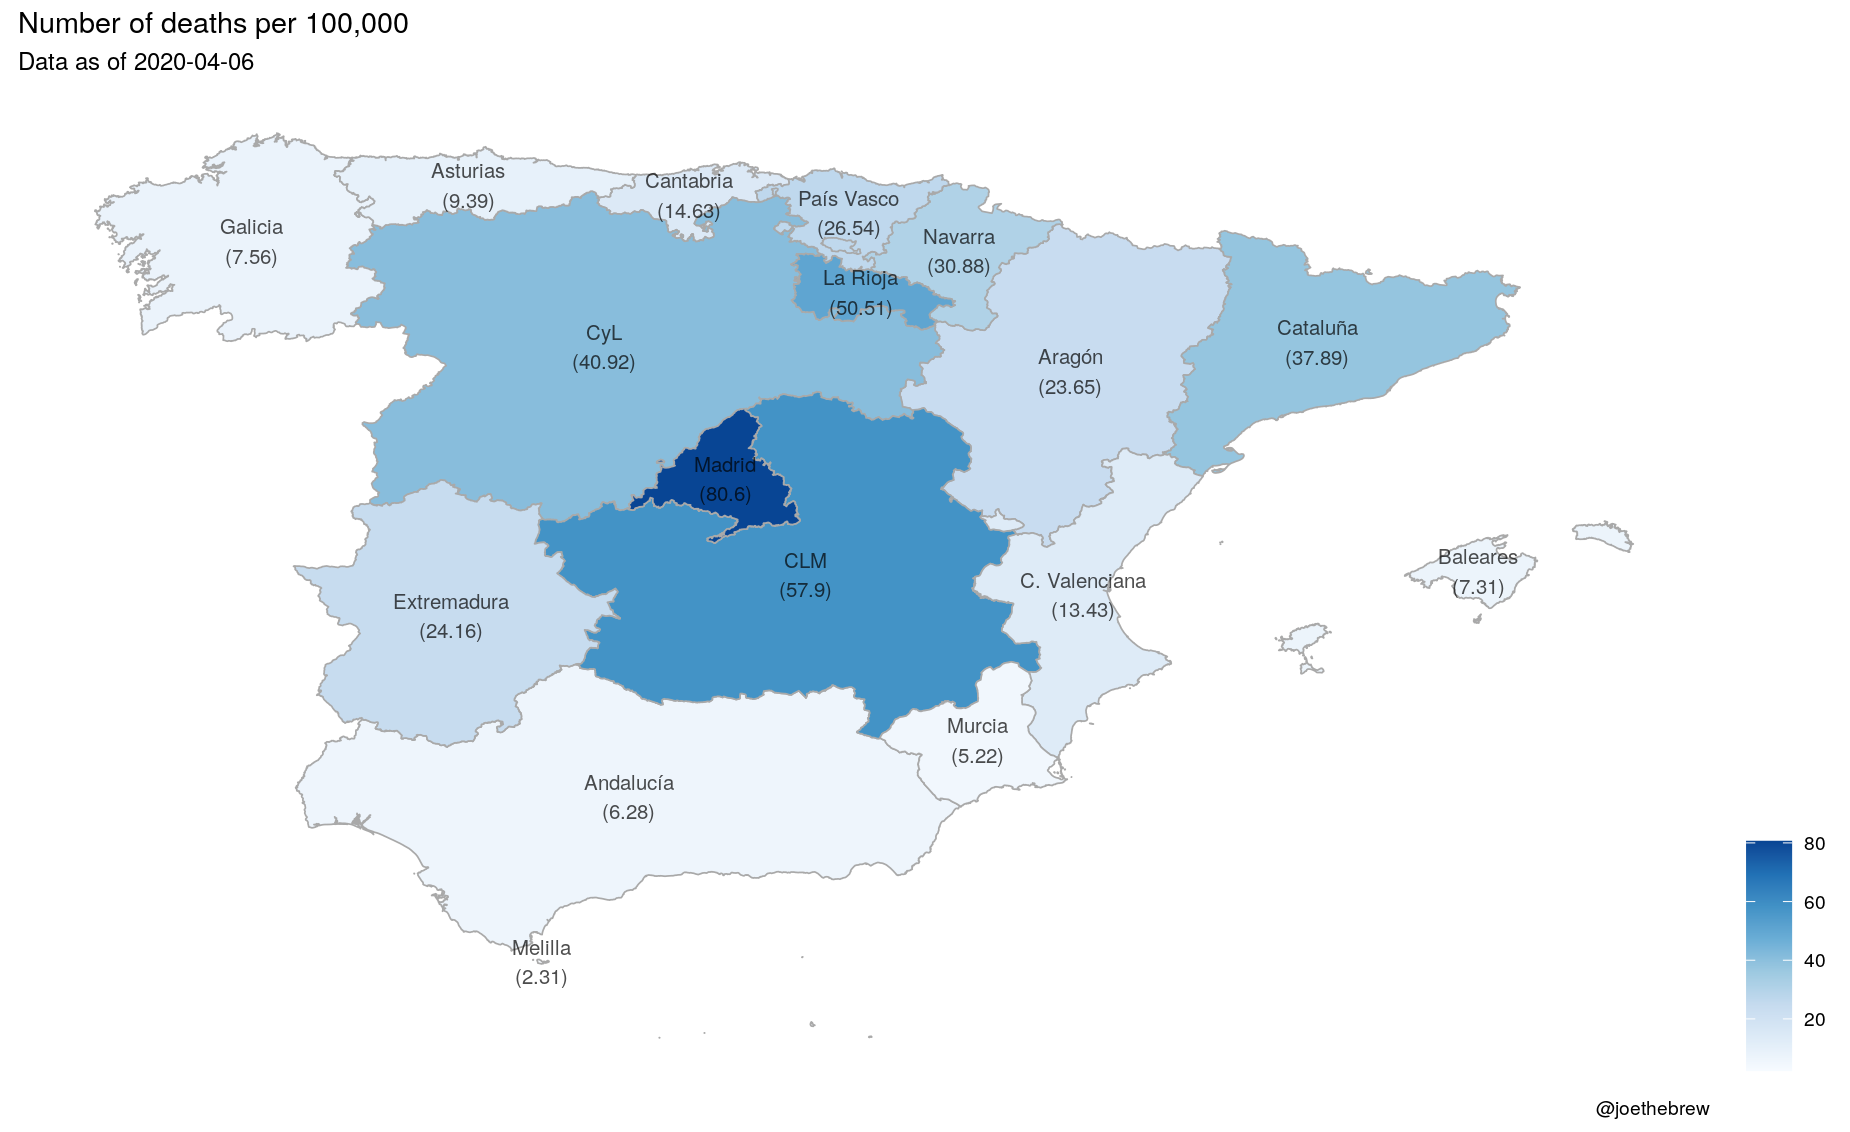 Number of deaths per 100,000
Data as of 2020-04-06
Asturias
(9.39)
Cantabria
(14.63)
País Vasco
(26.54)
Galicia
(7.56)
Navarra
(30.88)
La Rioja
(50.51)
CyL
(40.92)
Cataluña
(37.89)
Aragón
(23.65)
Madrid
(80.6)
CLM
(57.9)
Baleares
(7.31)
C. Valenciana
(13.43)
Extremadura
(24.16)
Murcia
(5.22)
Andalucía
(6.28)
Melilla
(2.31)
80
60
40
20
@joethebrew